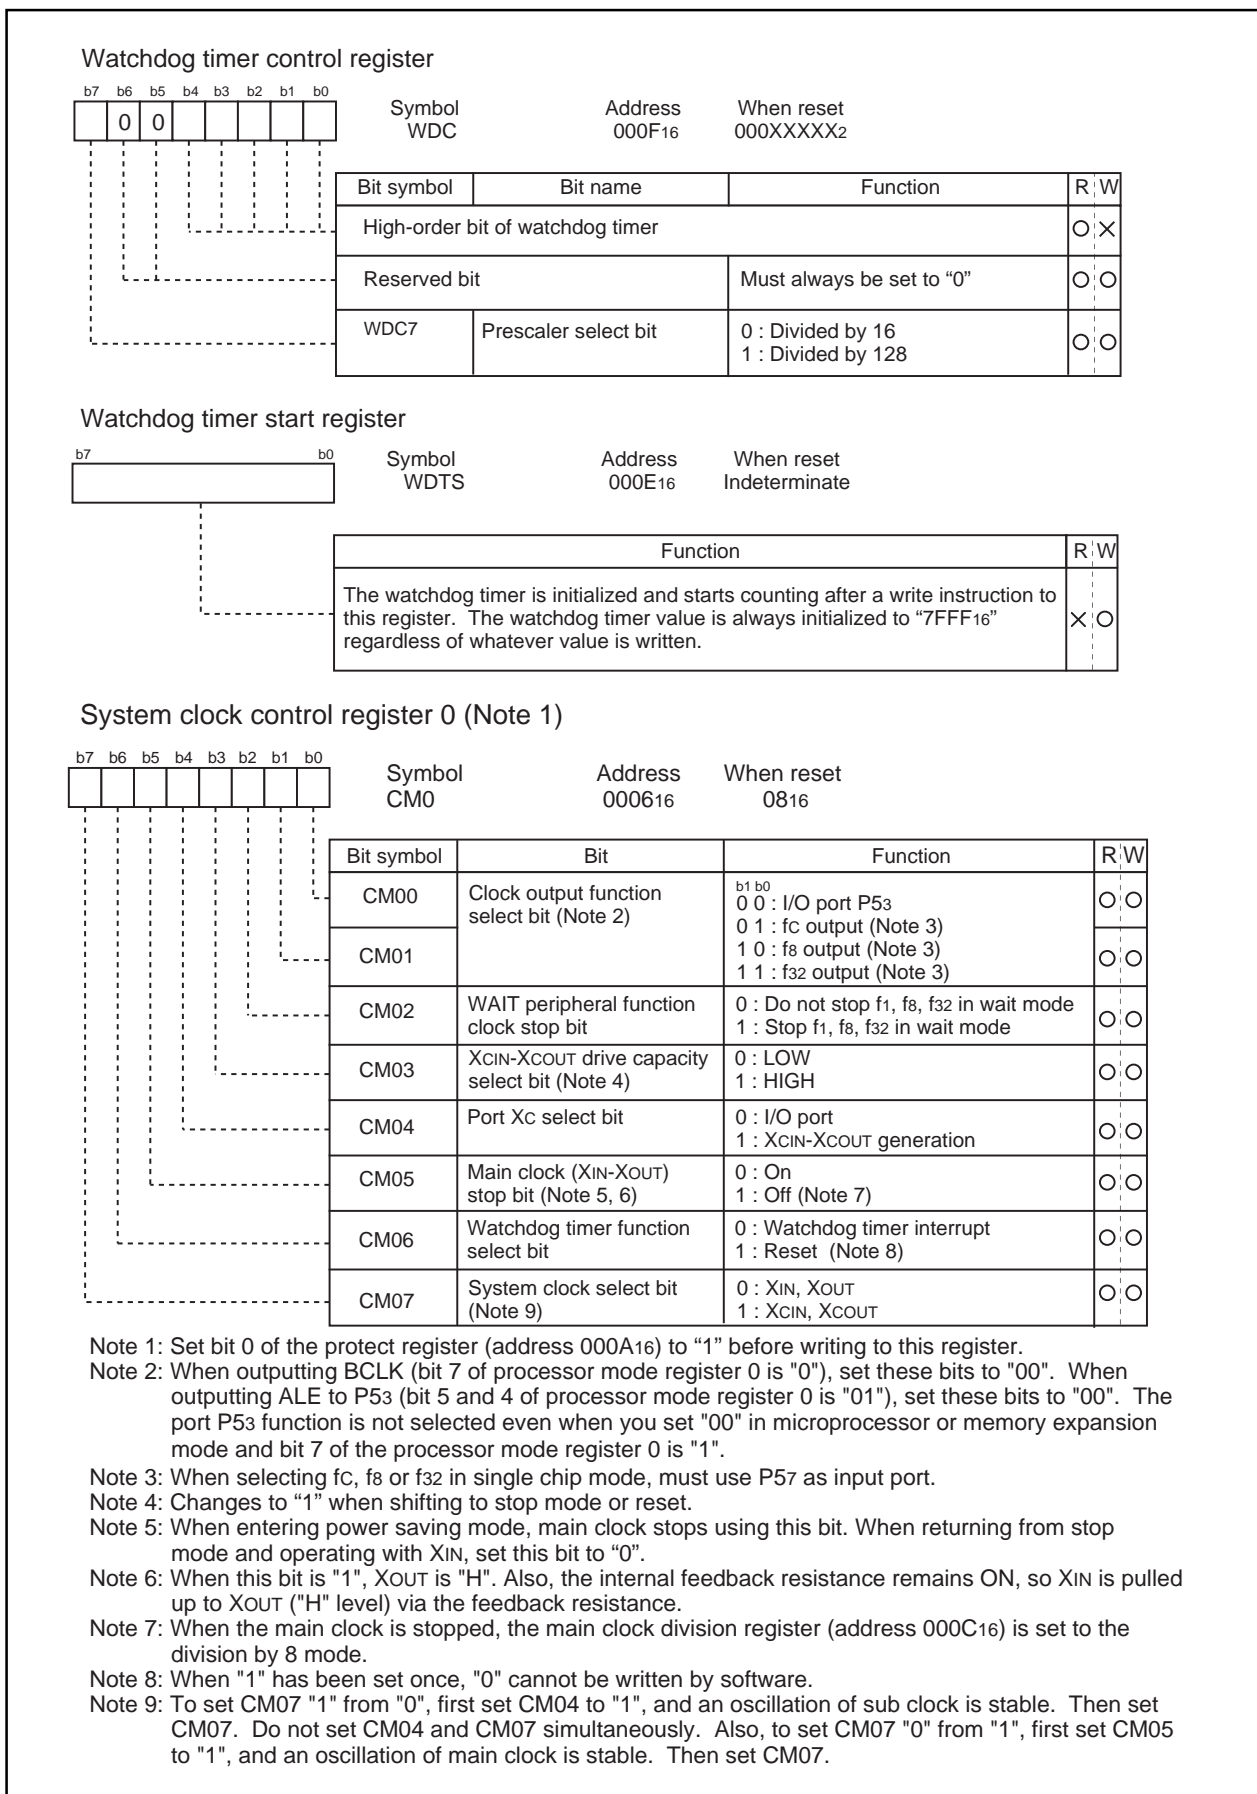 Watchdog timer control register
b7 b6 b5 b4 b3 b2 b1 b0
0 0
Symbol Address When reset
WDC 000F16 000XXXXX2
Bit symbol Bit name Function R W
High-order bit of watchdog timer
Reserved bit Must always be set to “0”
WDC7 Prescaler select bit 0 : Divided by 16
1 : Divided by 128
Watchdog timer start register
b7 b0
Symbol Address When reset
WDTS 000E16 Indeterminate
Function R W
The watchdog timer is initialized and starts counting after a write instruction to
this register. The watchdog timer value is always initialized to “7FFF16”
regardless of whatever value is written.
System clock control register 0 (Note 1)
b7 b6 b5 b4 b3 b2 b1 b0
Symbol Address When reset
CM0 000616 0816
Bit symbol Bit Function R W
CM00 Clock output function
select bit (Note 2)
b1 b0
0 0 : I/O port P53
0 1 : fC output (Note 3)
CM01 1 0 : f8 output (Note 3)
1 1 : f32 output (Note 3)
CM02 WAIT peripheral function
clock stop bit
0 : Do not stop f1, f8, f32 in wait mode
1 : Stop f1, f8, f32 in wait mode
CM03 XCIN-XCOUT drive capacity
select bit (Note 4)
0 : LOW
1 : HIGH
CM04 Port XC select bit 0 : I/O port
1 : XCIN-XCOUT generation
CM05 Main clock (XIN-XOUT)
stop bit (Note 5, 6)
0 : On
1 : Off (Note 7)
CM06 Watchdog timer function
select bit
0 : Watchdog timer interrupt
1 : Reset (Note 8)
CM07 System clock select bit
(Note 9)
0 : XIN, XOUT
1 : XCIN, XCOUT
Note 1: Set bit 0 of the protect register (address 000A16) to “1” before writing to this register.
Note 2: When outputting BCLK (bit 7 of processor mode register 0 is "0"), set these bits to "00". When
outputting ALE to P53 (bit 5 and 4 of processor mode register 0 is "01"), set these bits to "00". The
port P53 function is not selected even when you set "00" in microprocessor or memory expansion
mode and bit 7 of the processor mode register 0 is "1".
Note 3: When selecting fC, f8 or f32 in single chip mode, must use P57 as input port.
Note 4: Changes to “1” when shifting to stop mode or reset.
Note 5: When entering power saving mode, main clock stops using this bit. When returning from stop
mode and operating with XIN, set this bit to “0”.
Note 6: When this bit is "1", XOUT is "H". Also, the internal feedback resistance remains ON, so XIN is pulled
up to XOUT ("H" level) via the feedback resistance.
Note 7: When the main clock is stopped, the main clock division register (address 000C16) is set to the
division by 8 mode.
Note 8: When "1" has been set once, "0" cannot be written by software.
Note 9: To set CM07 "1" from "0", first set CM04 to "1", and an oscillation of sub clock is stable. Then set
CM07. Do not set CM04 and CM07 simultaneously. Also, to set CM07 "0" from "1", first set CM05
to "1", and an oscillation of main clock is stable. Then set CM07.